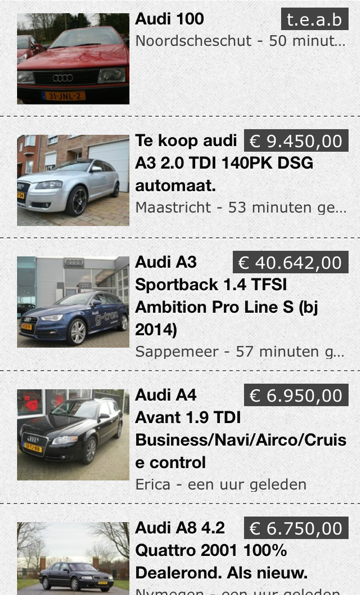 Audi 100
t.e.a.b
Noordscheschut - 50 minut...
Te koop audi
€ 9.450,00
A3 2.0 TDI 140PK DSG
automaat.
Maastricht - 53 minuten ge...
Audi A3
€ 40.642,00
Sportback 1.4 TFSI
Ambition Pro Line S (bj
2014)
Sappemeer - 57 minuten g...
Audi A4
€ 6.950,00
Avant 1.9 TDI
Business/Navi/Airco/Cruis
e control
Erica - een uur geleden
Audi A8 4.2
€ 6.750,00
Quattro 2001 100%
Dealerond. Als nieuw.
Nymegen - een uur geleden